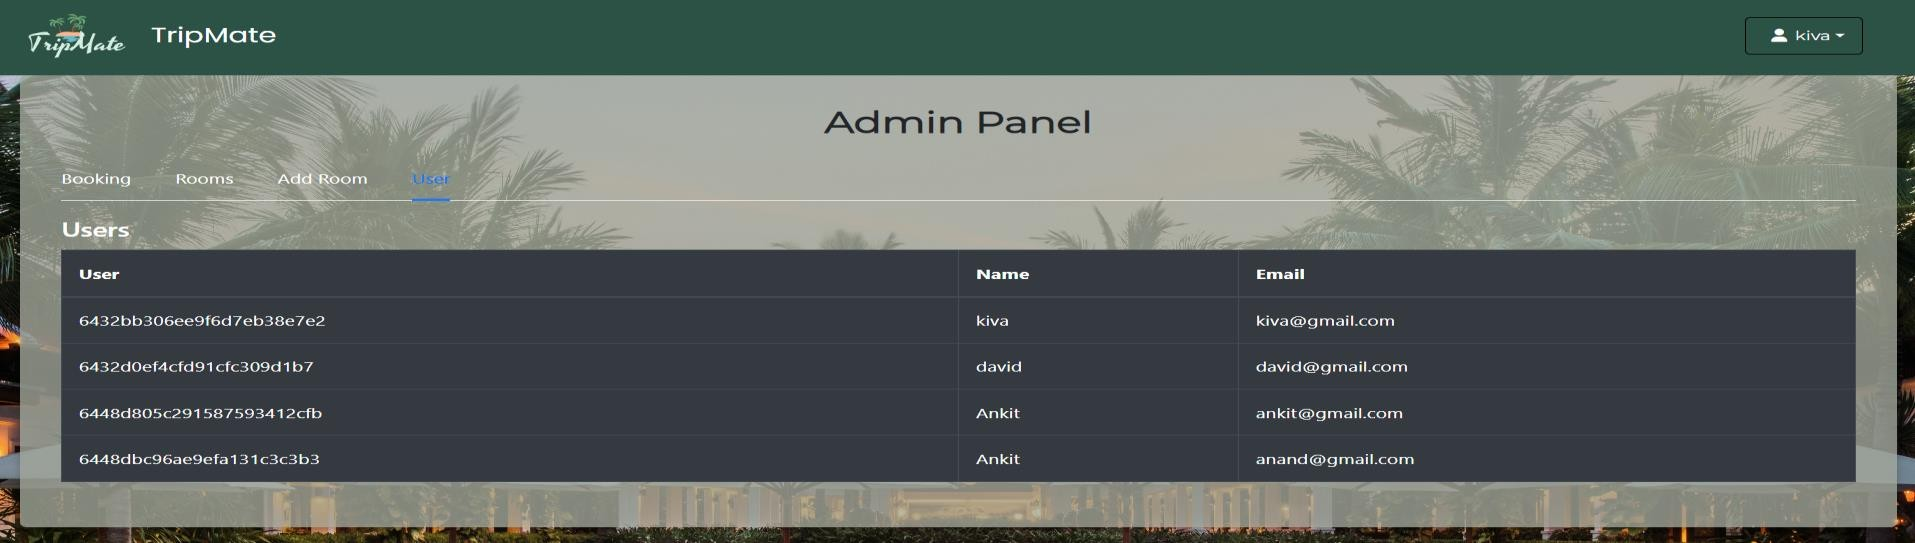 TripMate TripMate kiva
Admin Panel
Booking Rooms Add Room User
Users
User Name Email
6432bb306ee9f6d7eb38e7e2 kiva kiva@gmail.com
6432d0ef4cfd91cfc309d1b7 david david@gmail.com
6448d805c291587593412cfb Ankit ankit@gmail.com
6448dbc96ae9efa131c3c3b3 Ankit anand@gmail.com